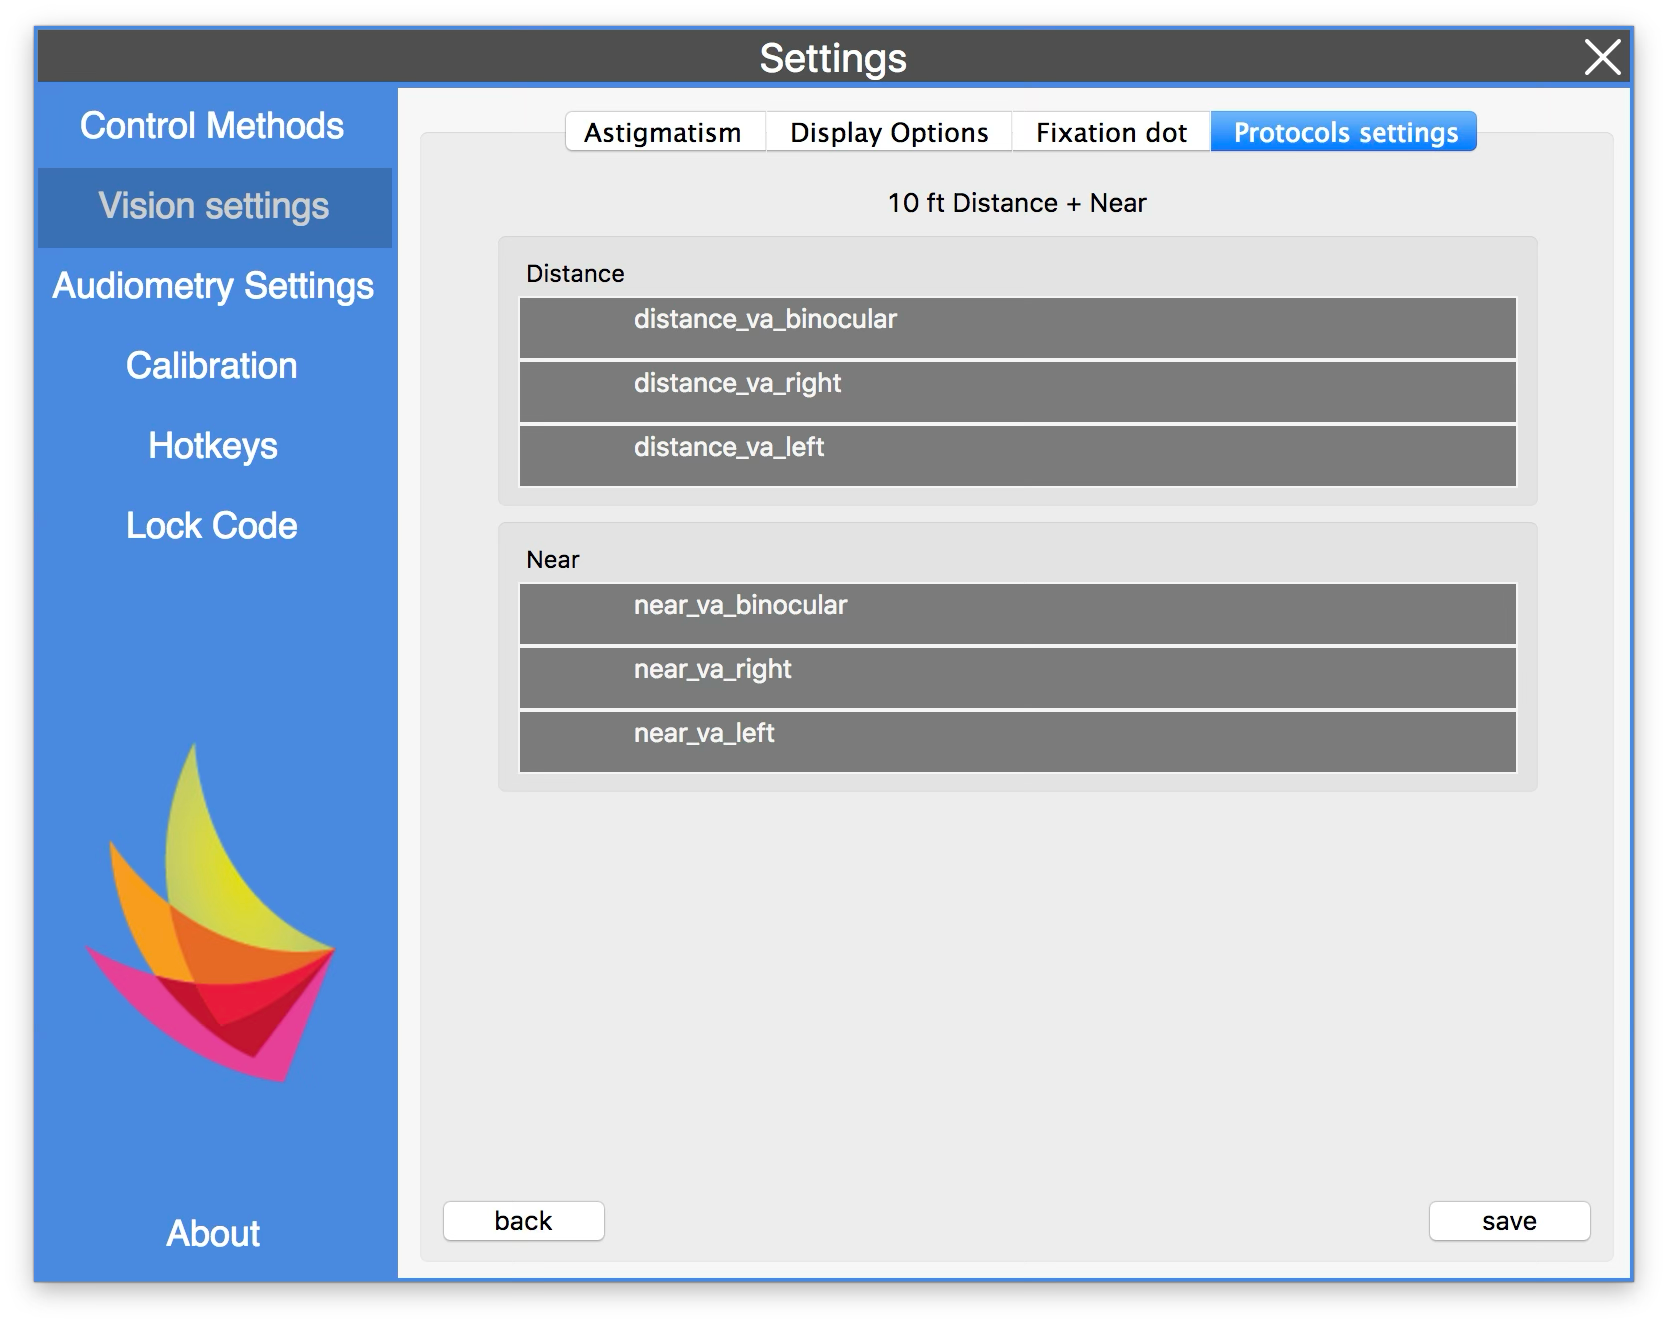 Settings
Control Methods
Vision settings
Audiometry Settings
Calibration
Hotkeys
Lock Code
About
Astigmatism
Display Options
Fixation dot
Protocols settings
10 ft Distance + Near
Distance
distance_va_binocular
distance_va_right
distance_va_left
Near
near_va_binocular
near_va_right
near_va_left
back
save